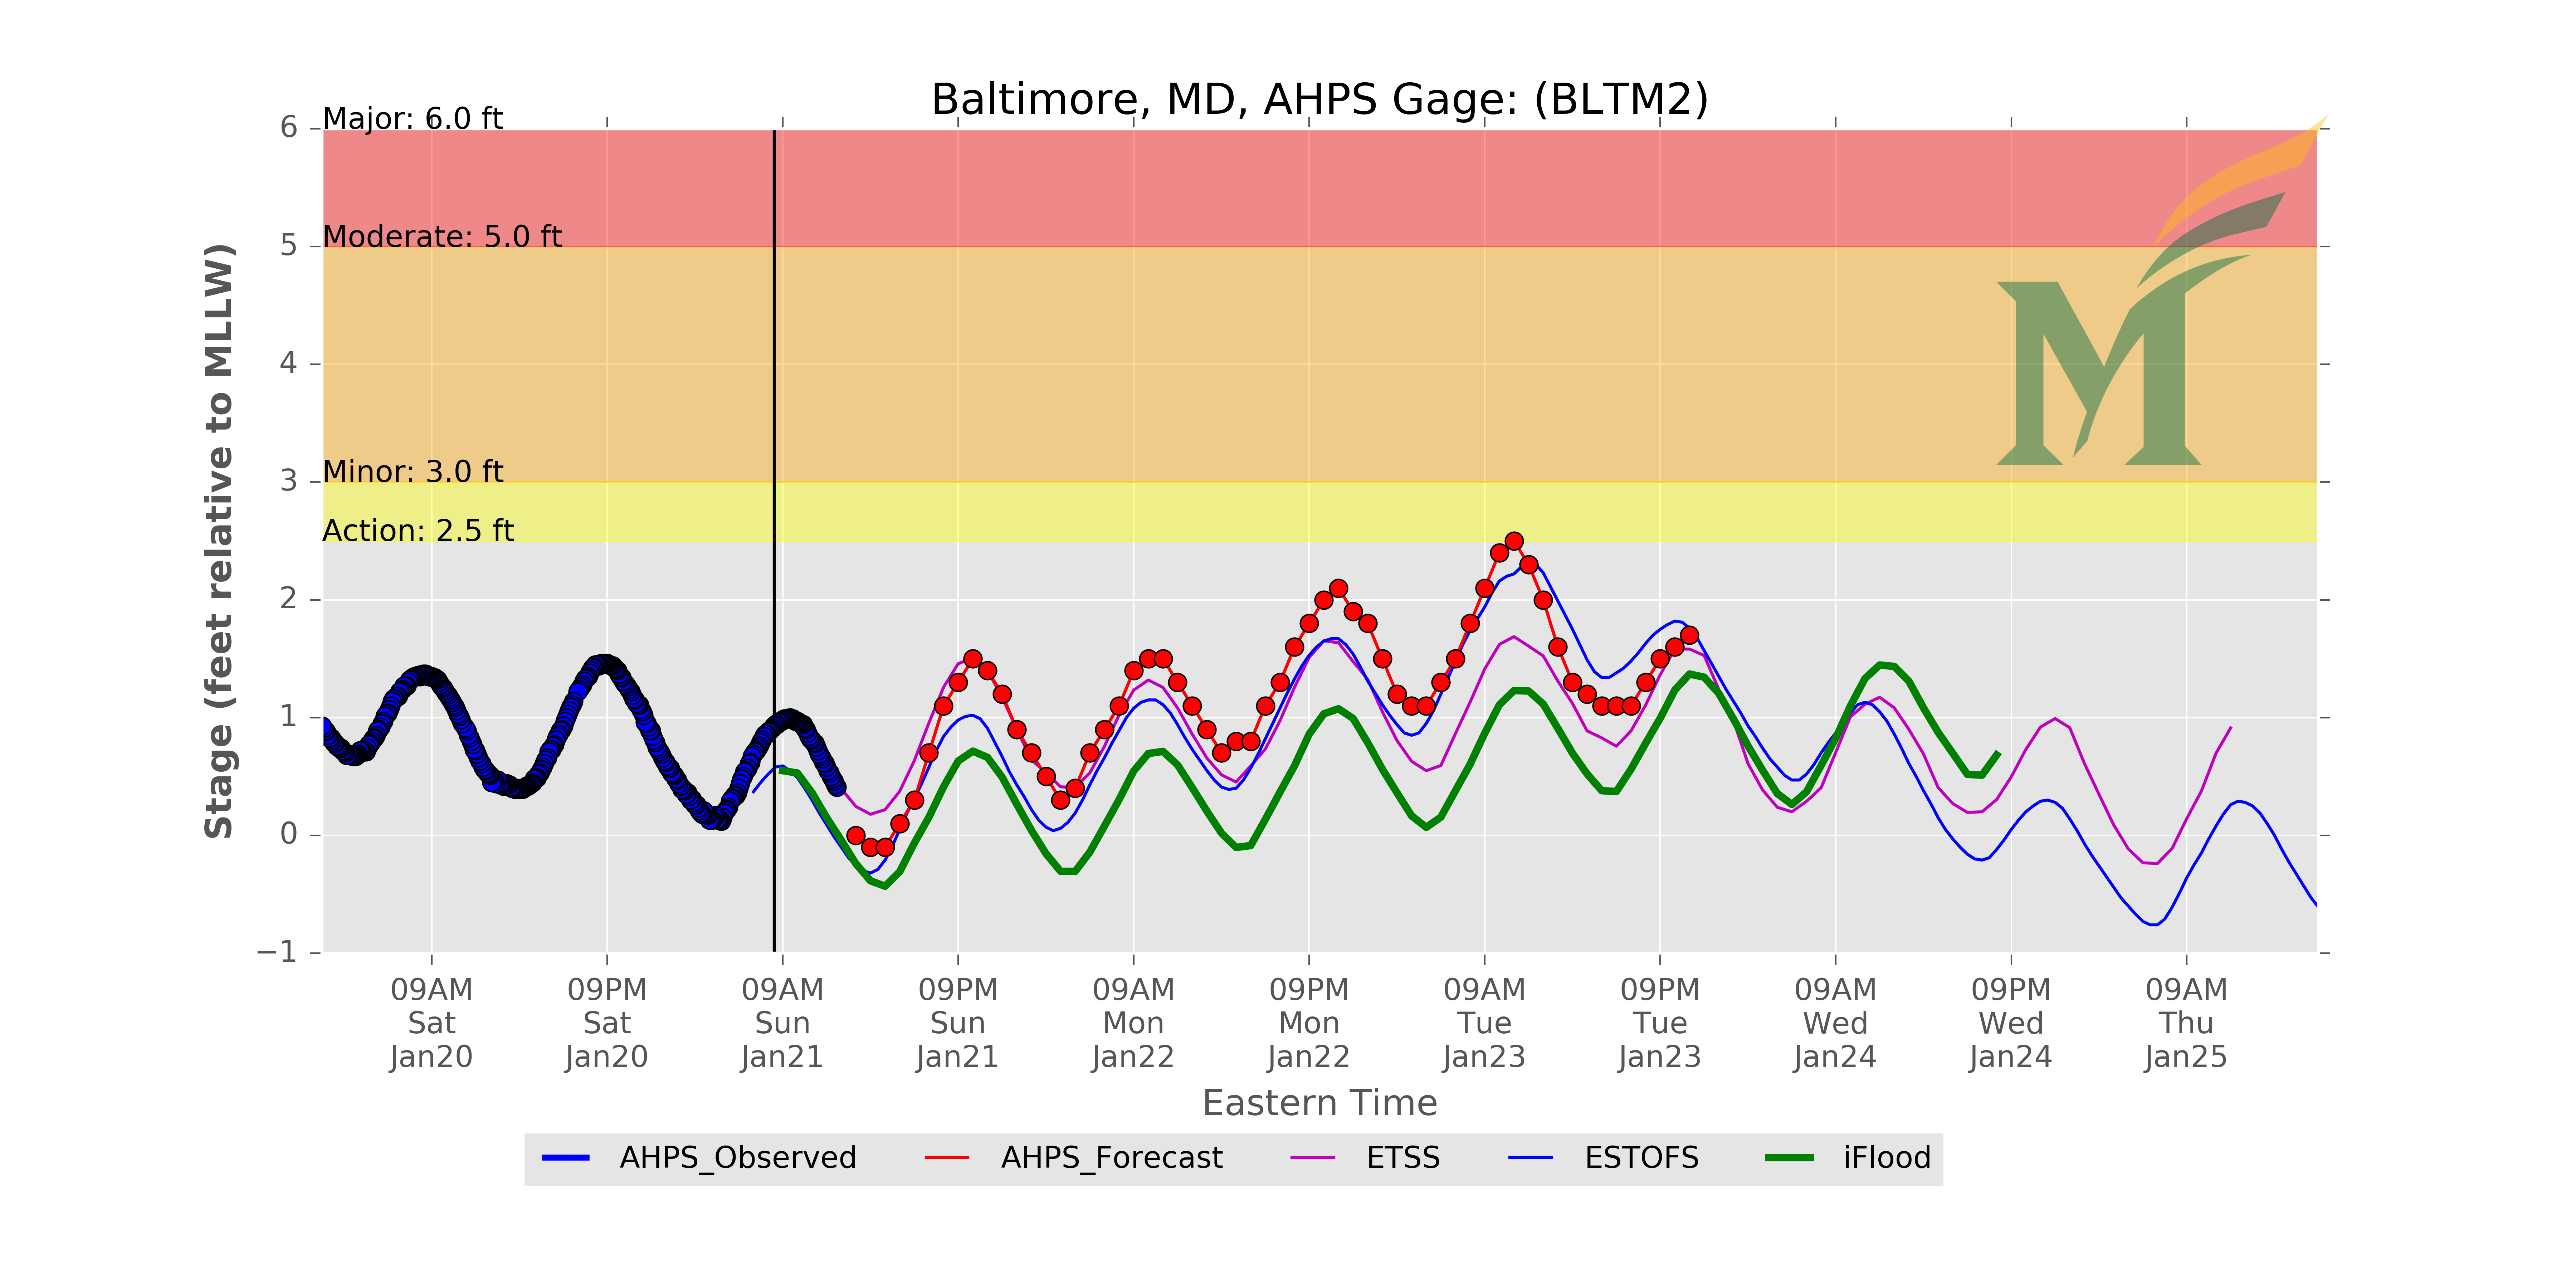 Baltimore, MD, AHPS Gage: (BLTM2)
Major: 6.0 ft
Moderate: 5.0 ft
Minor: 3.0 ft
Action: 2.5 ft
6
5
4
3
2
1
0
−1
Stage (feet relative to MLLW)
M
09AM Sat Jan20
09PM Sat Jan20
09AM Sun Jan21
09PM Sun Jan21
09AM Mon Jan22
09PM Mon Jan22
09AM Tue Jan23
09PM Tue Jan23
09AM Wed Jan24
09PM Wed Jan24
09AM Thu Jan25
Eastern Time
AHPS_Observed AHPS_Forecast ETSS ESTOFS iFlood